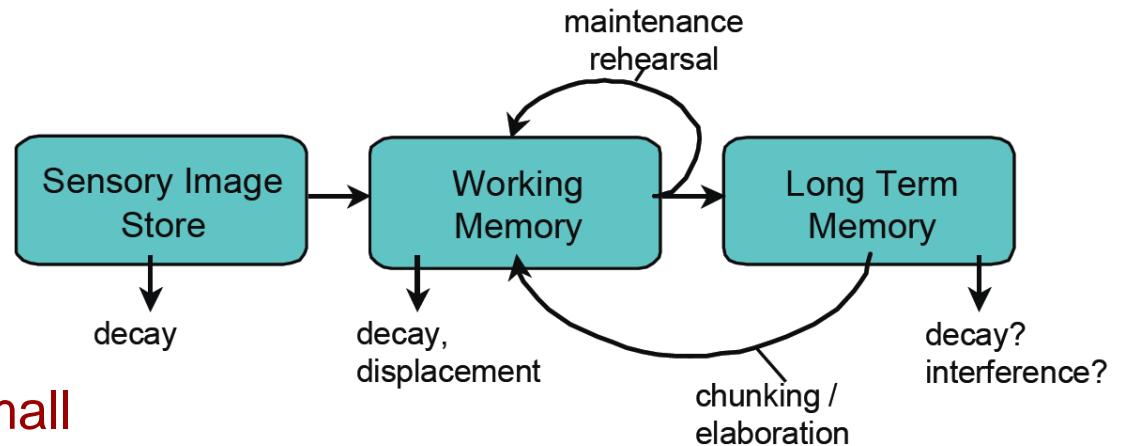 maintenance
rehearsal
Sensory Image
Store
Working
Memory
Long Term
Memory
decay
decay,
displacement
decay?
interference?
chunking /
elaboration